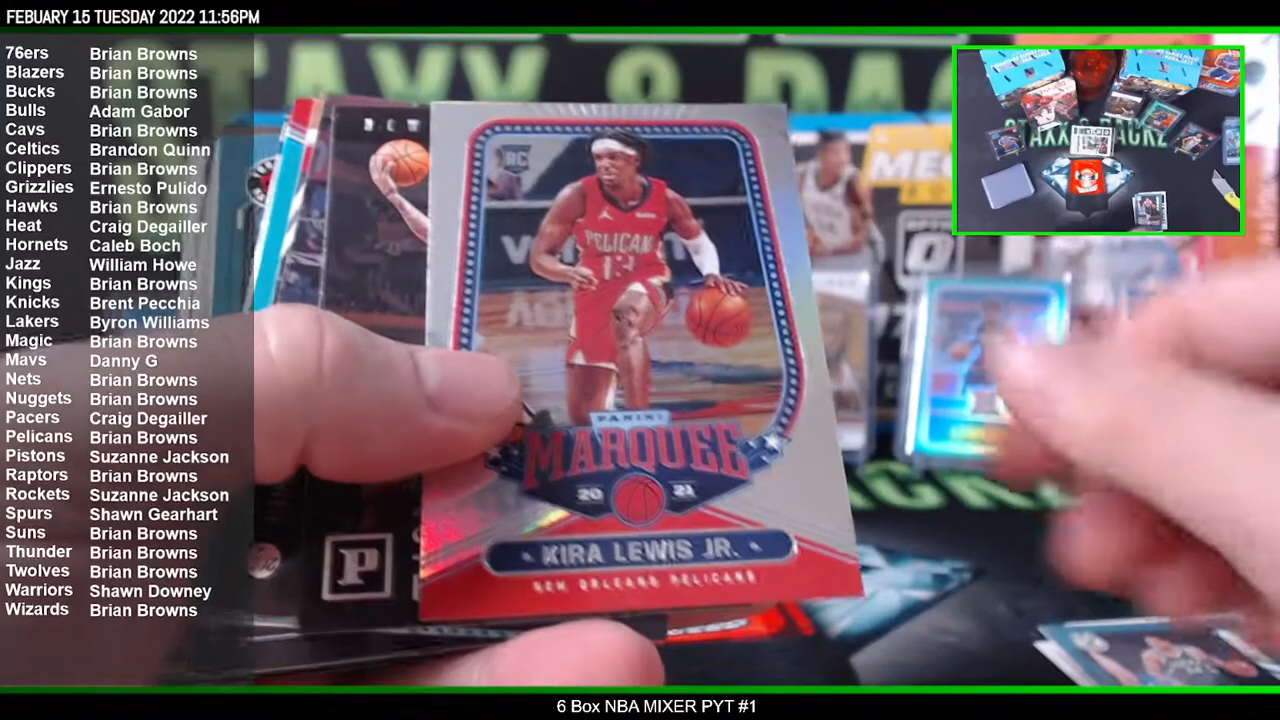 FEBUARY 15 TUESDAY 2022 11:56PM
76ers Brian Browns
Blazers Brian Browns
Bucks Brian Browns
Bulls Adam Gabor
Cavs Brian Browns
Celtics Brandon Quinn
Clippers Brian Browns
Grizzlies Ernesto Pulido
Hawks Brian Browns
Heat Craig Degailler
Hornets Caleb Boch
Jazz William Howe
Kings Brian Browns
Knicks Brent Pecchia
Lakers Byron Williams
Magic Brian Browns
Mavs Danny G
Nets Brian Browns
Nuggets Brian Browns
Pacers Craig Degailler
Pelicans Brian Browns
Pistons Suzanne Jackson
Raptors Brian Browns
Rockets Suzanne Jackson
Spurs Shawn Gearhart
Suns Brian Browns
Thunder Brian Browns
Twolves Brian Browns
Warriors Shawn Downey
Wizards Brian Browns
RC
PELICANS
13
PANINI
MARQUEE
20 21
KIRA LEWIS JR.
NEW ORLEANS PELICANS
P
STAXX & PACKZ
6 Box NBA MIXER PYT #1